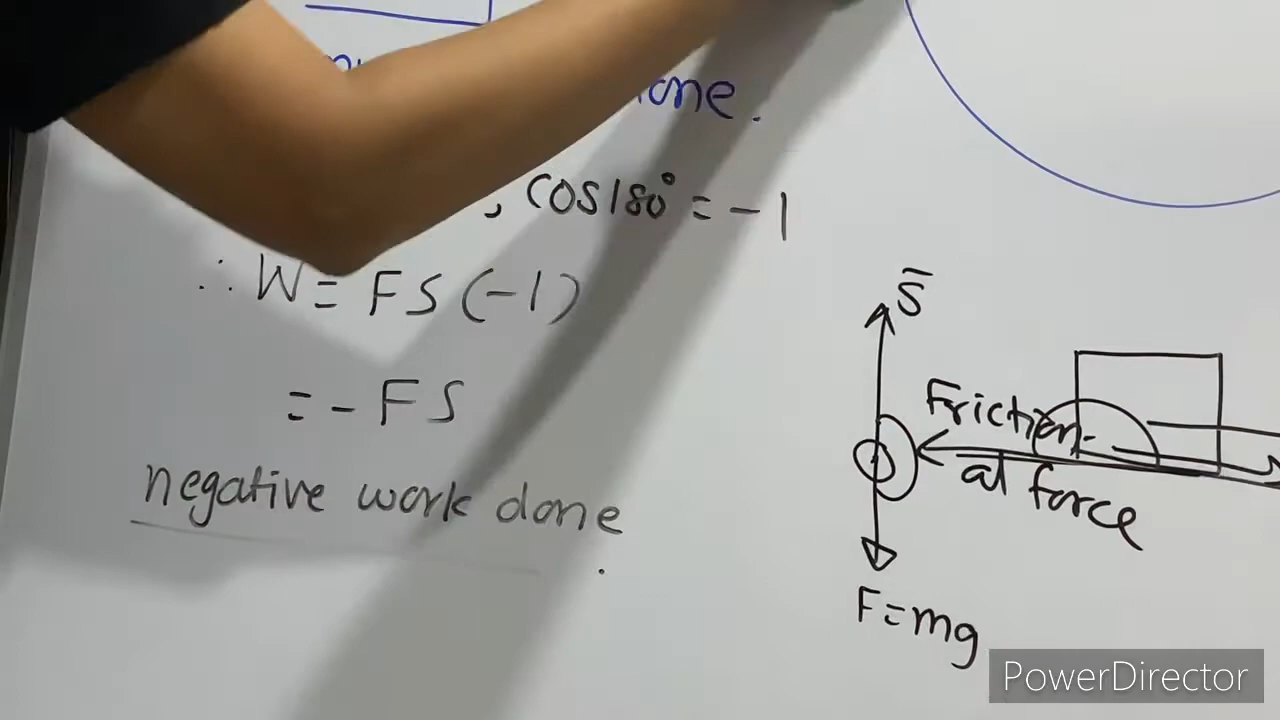 one.
, cos180° = -1
∴ W = FS(-1)
= - FS
negative work done
.
S̄
Friction-
al force
F=mg
PowerDirector